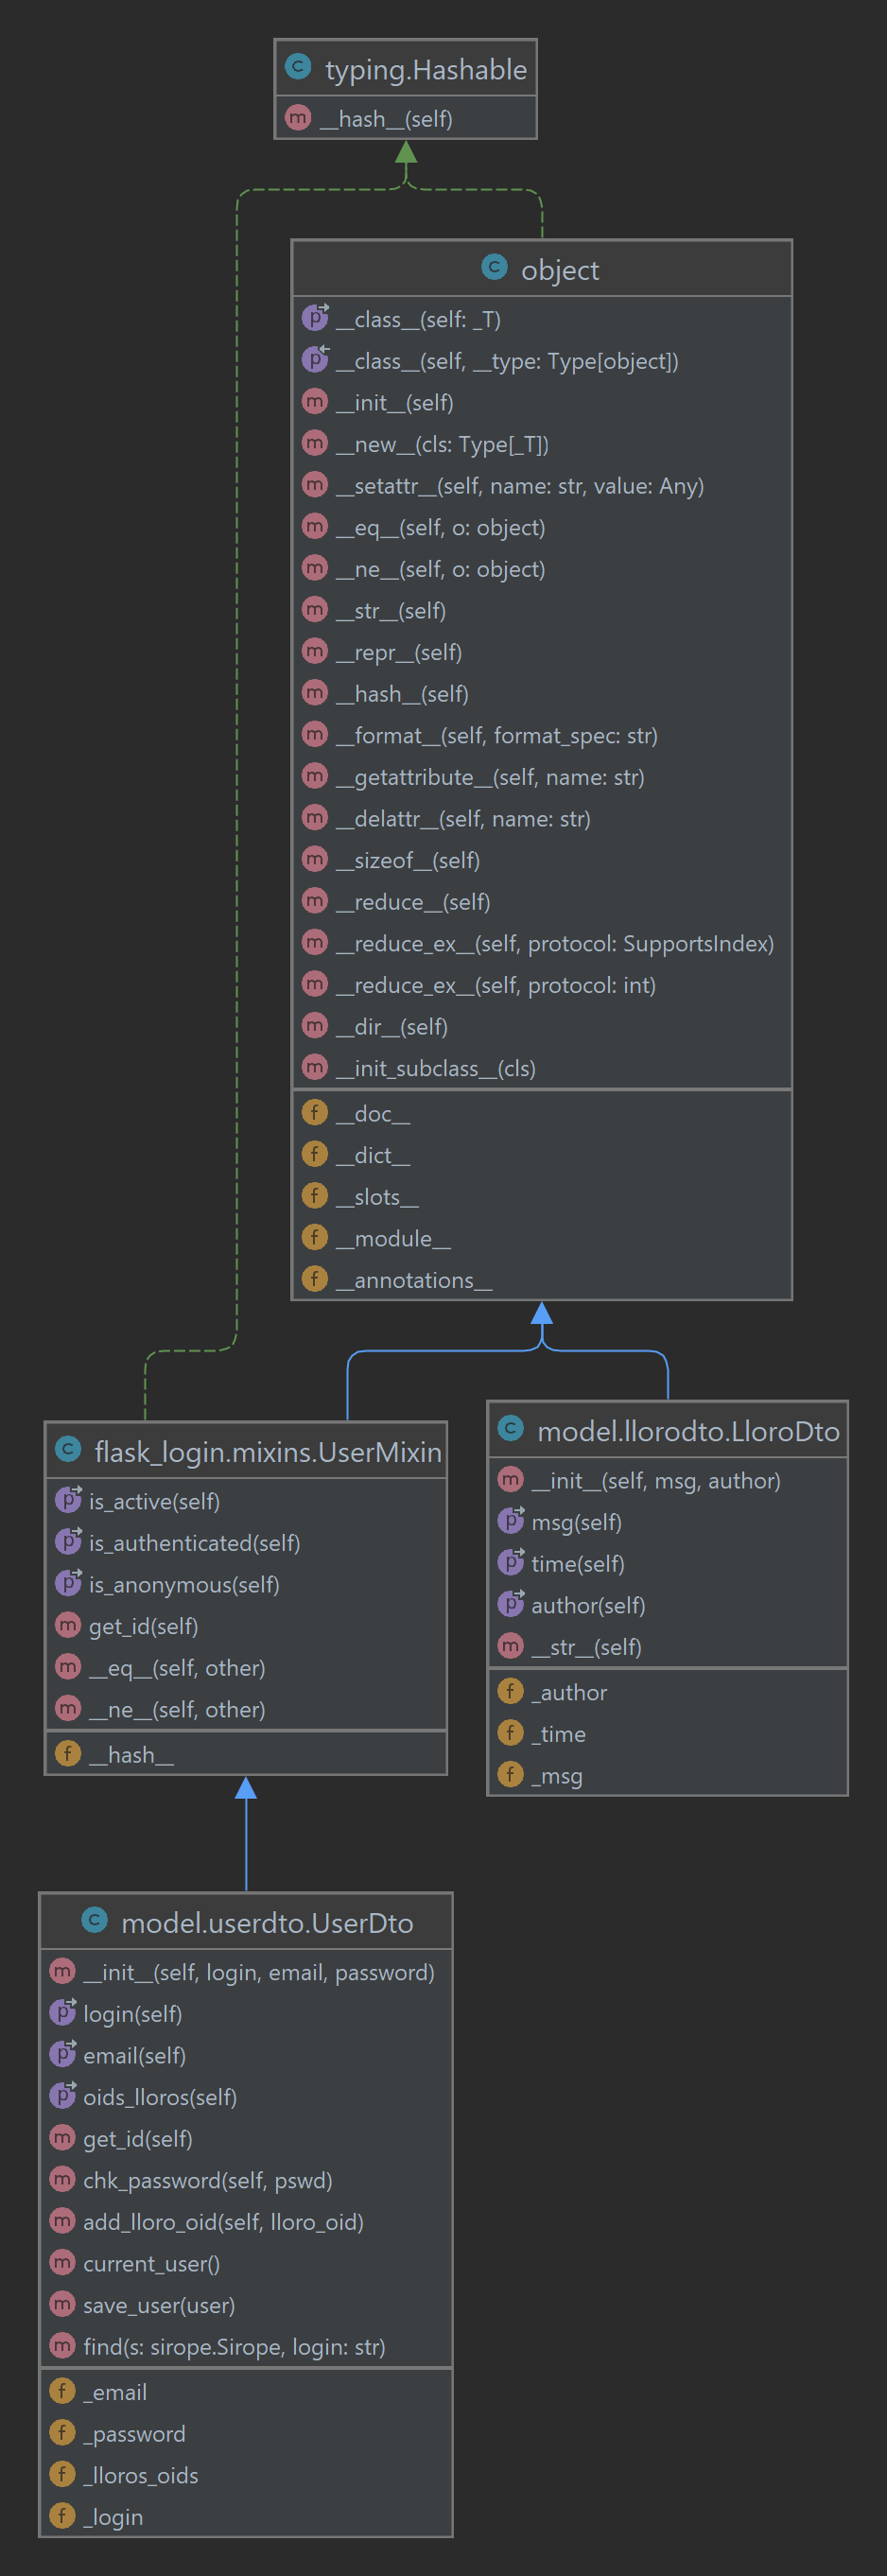 C typing.Hashable
m __hash__(self)
C object
p __class__(self: _T)
p __class__(self, __type: Type[object])
m __init__(self)
m __new__(cls: Type[_T])
m __setattr__(self, name: str, value: Any)
m __eq__(self, o: object)
m __ne__(self, o: object)
m __str__(self)
m __repr__(self)
m __hash__(self)
m __format__(self, format_spec: str)
m __getattribute__(self, name: str)
m __delattr__(self, name: str)
m __sizeof__(self)
m __reduce__(self)
m __reduce_ex__(self, protocol: SupportsIndex)
m __reduce_ex__(self, protocol: int)
m __dir__(self)
m __init_subclass__(cls)
f __doc__
f __dict__
f __slots__
f __module__
f __annotations__
C flask_login.mixins.UserMixin
p is_active(self)
p is_authenticated(self)
p is_anonymous(self)
m get_id(self)
m __eq__(self, other)
m __ne__(self, other)
f __hash__
C model.llorodto.LloroDto
m __init__(self, msg, author)
p msg(self)
p time(self)
p author(self)
m __str__(self)
f _author
f _time
f _msg
C model.userdto.UserDto
m __init__(self, login, email, password)
p login(self)
p email(self)
p oids_lloros(self)
m get_id(self)
m chk_password(self, pswd)
m add_lloro_oid(self, lloro_oid)
m current_user()
m save_user(user)
m find(s: sirope.Sirope, login: str)
f _email
f _password
f _lloros_oids
f _login